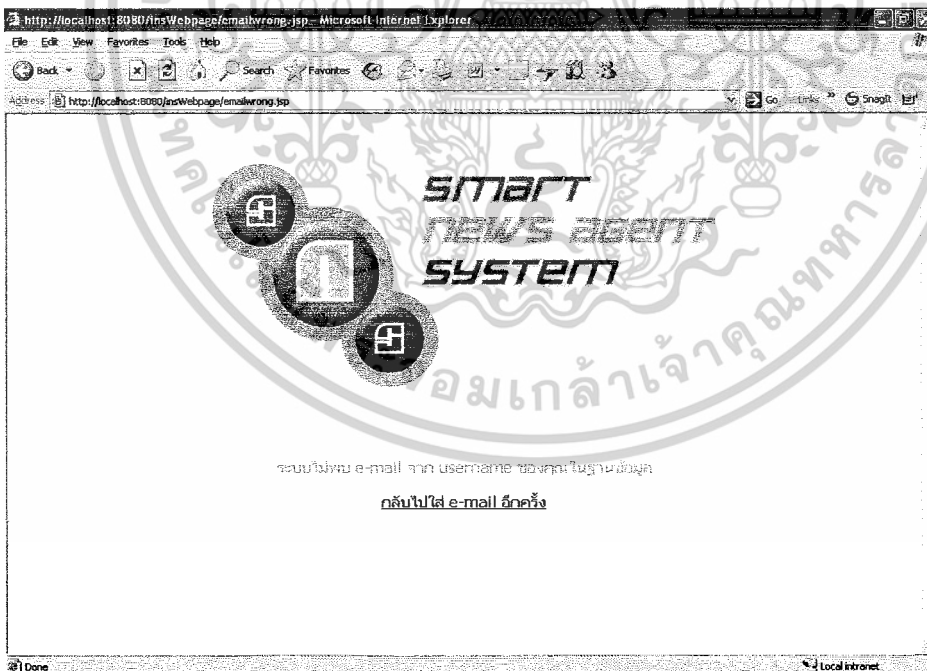 http://localhost:8080/insWebpage/emailwrong.jsp - Microsoft Internet Explorer
File Edit View Favorites Tools Help
Back Search Favorites
Address http://localhost:8080/insWebpage/emailwrong.jsp Go Links » SnagIt
smart
news agent
system
ระบบไม่พบ e-mail จาก username ของคุณในฐานข้อมูล
กลับไปใส่ e-mail อีกครั้ง
Done Local intranet